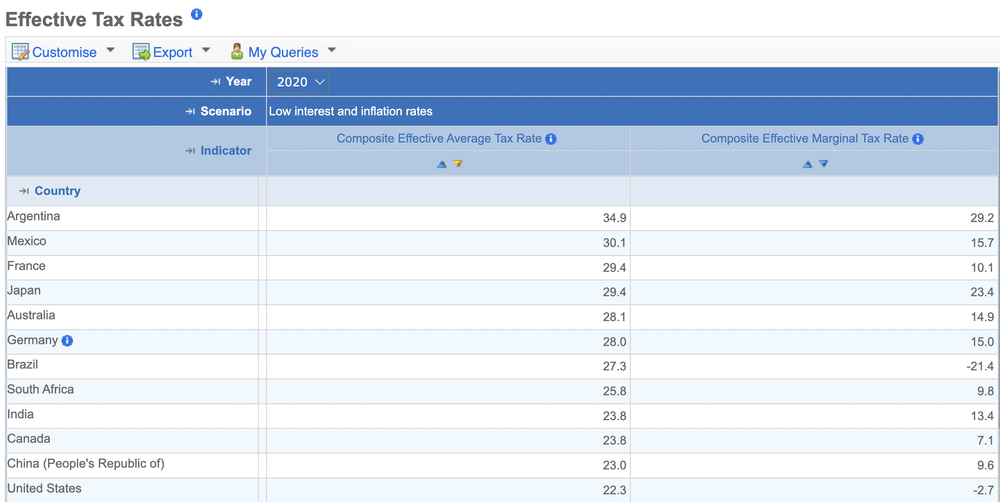 Effective Tax Rates
Customise Export My Queries
Year 2020
Scenario Low interest and inflation rates
Indicator Composite Effective Average Tax Rate Composite Effective Marginal Tax Rate
Country
Argentina 34.9 29.2
Mexico 30.1 15.7
France 29.4 10.1
Japan 29.4 23.4
Australia 28.1 14.9
Germany 28.0 15.0
Brazil 27.3 -21.4
South Africa 25.8 9.8
India 23.8 13.4
Canada 23.8 7.1
China (People's Republic of) 23.0 9.6
United States 22.3 -2.7